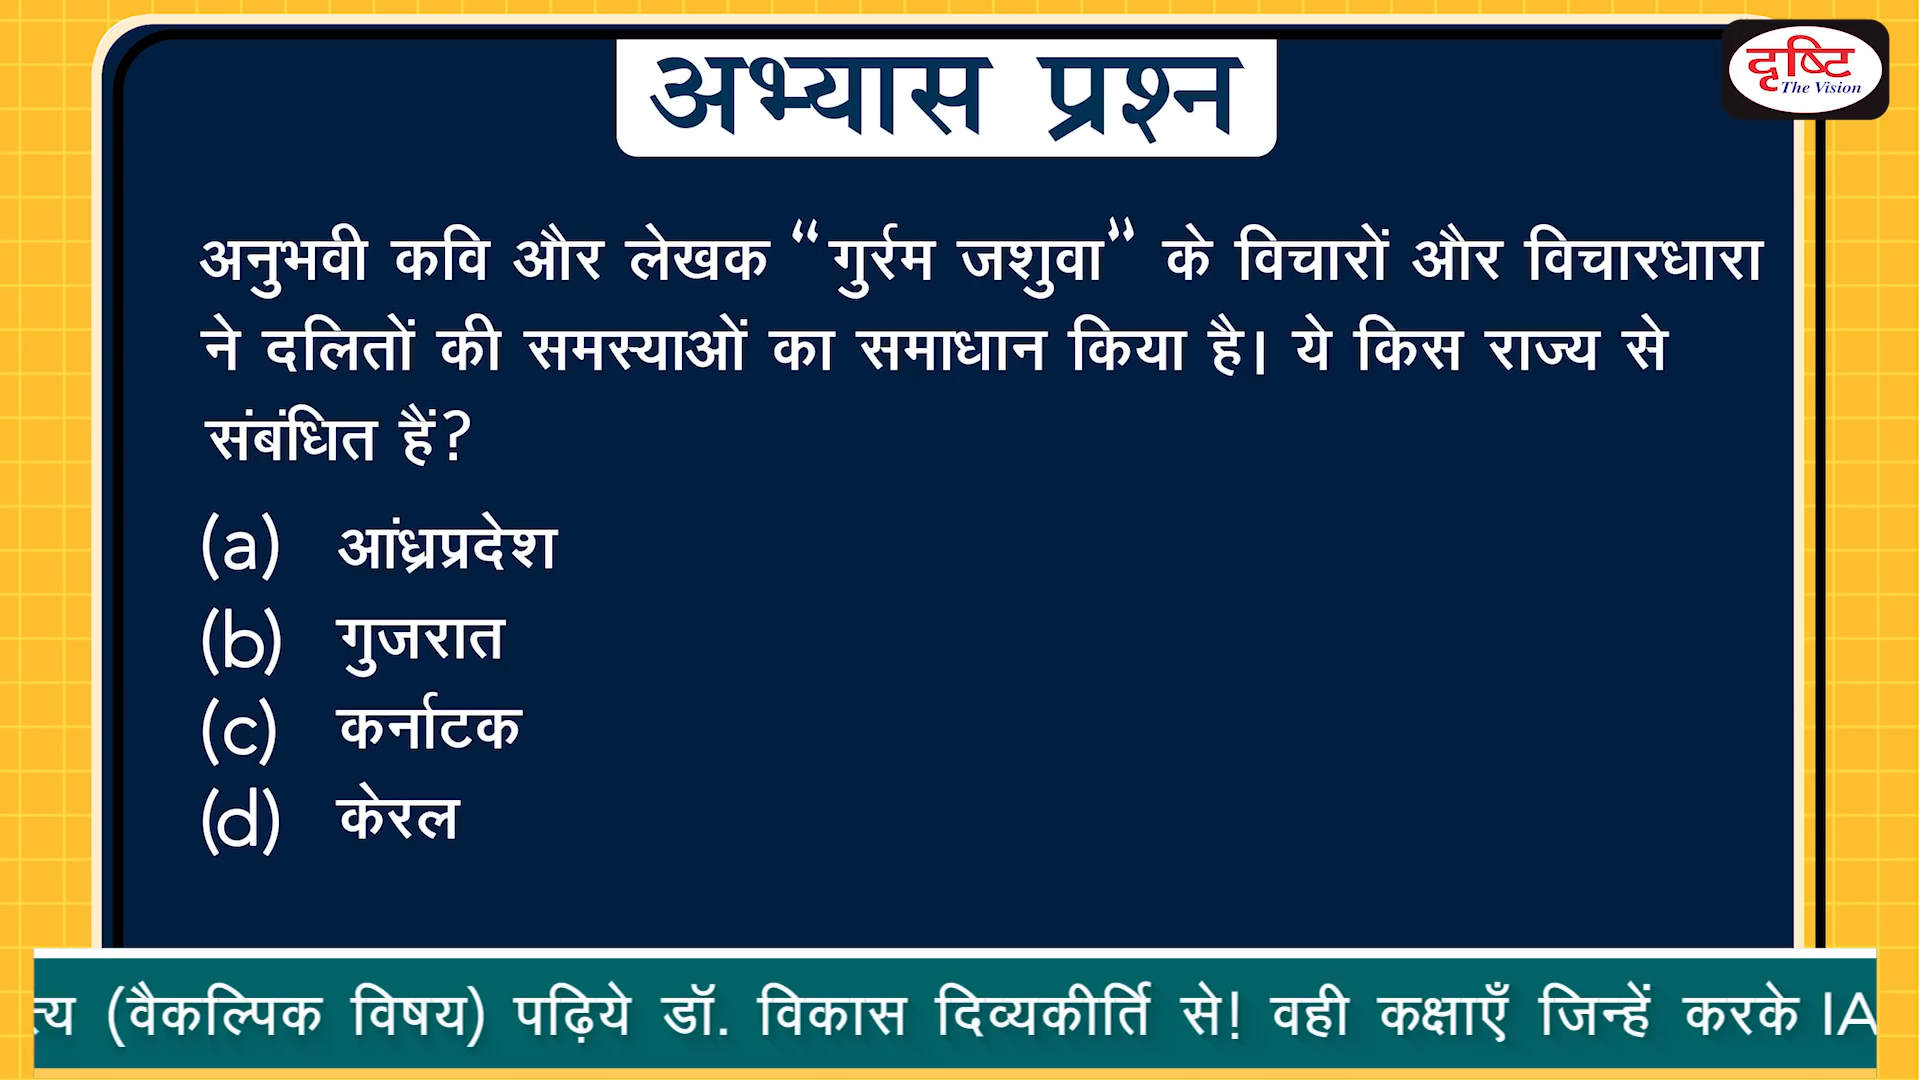 अभ्यास प्रश्न
दृष्टि
The Vision
अनुभवी कवि और लेखक “गुर्रम जशुवा” के विचारों और विचारधारा
ने दलितों की समस्याओं का समाधान किया है। ये किस राज्य से
संबंधित हैं?
(a) आंध्रप्रदेश
(b) गुजरात
(c) कर्नाटक
(d) केरल
(वैकल्पिक विषय) पढ़िये डॉ. विकास दिव्यकीर्ति से! वही कक्षाएँ जिन्हें करके IA